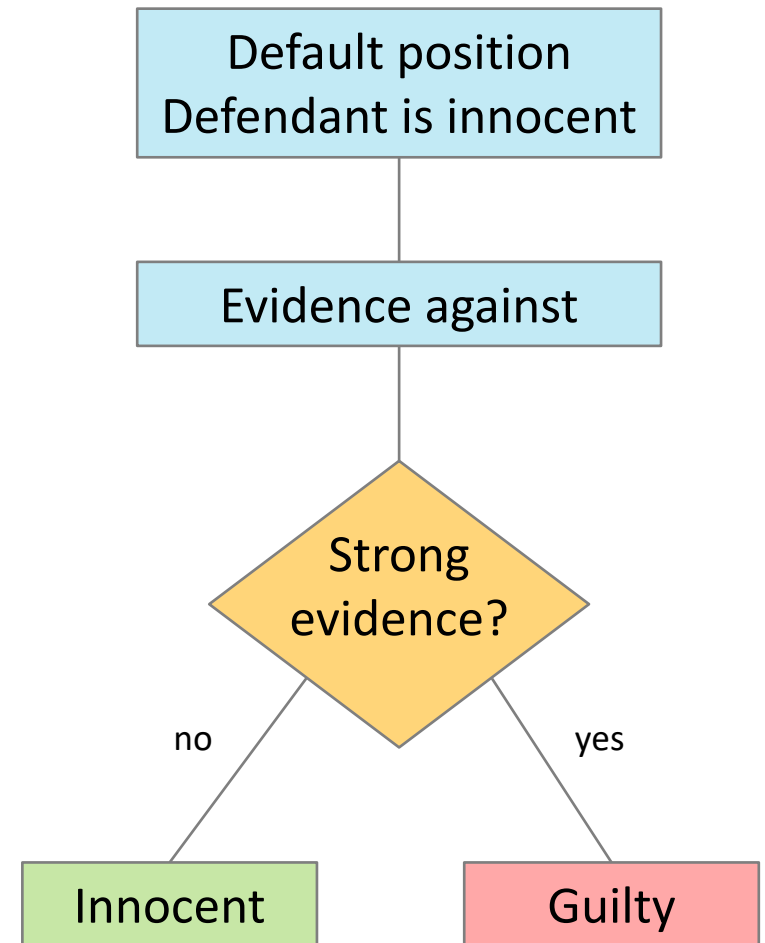 Default position
Defendant is innocent
Evidence against
Strong
evidence?
no
yes
Innocent
Guilty